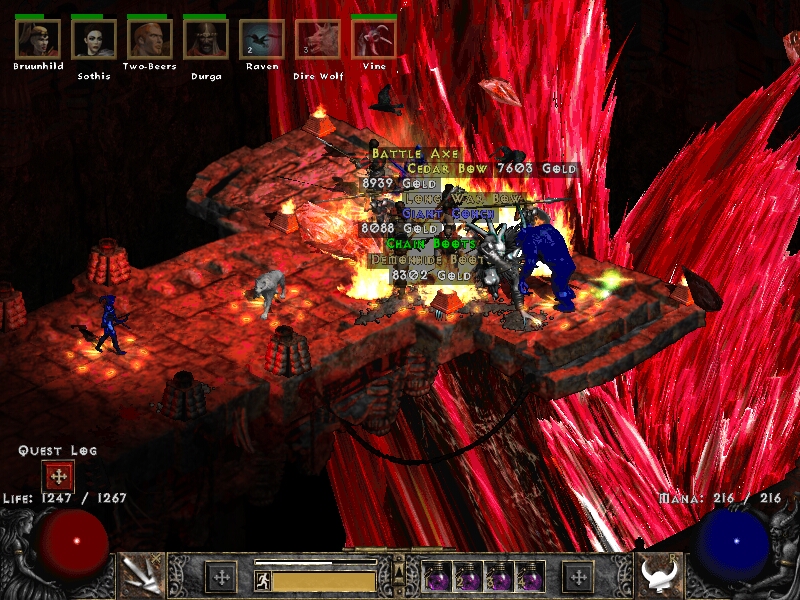 2 3
Bruunhild Sothis Two-Beers Durga Raven Dire Wolf Vine
Battle Axe
Cedar Bow 7603 Gold
8939 Gold
Long War Bow
Giant Conch
8088 Gold
Chain Boots
Demonhide Boots
8302 Gold
Quest Log
Life: 1247 / 1267
Mana: 216 / 216